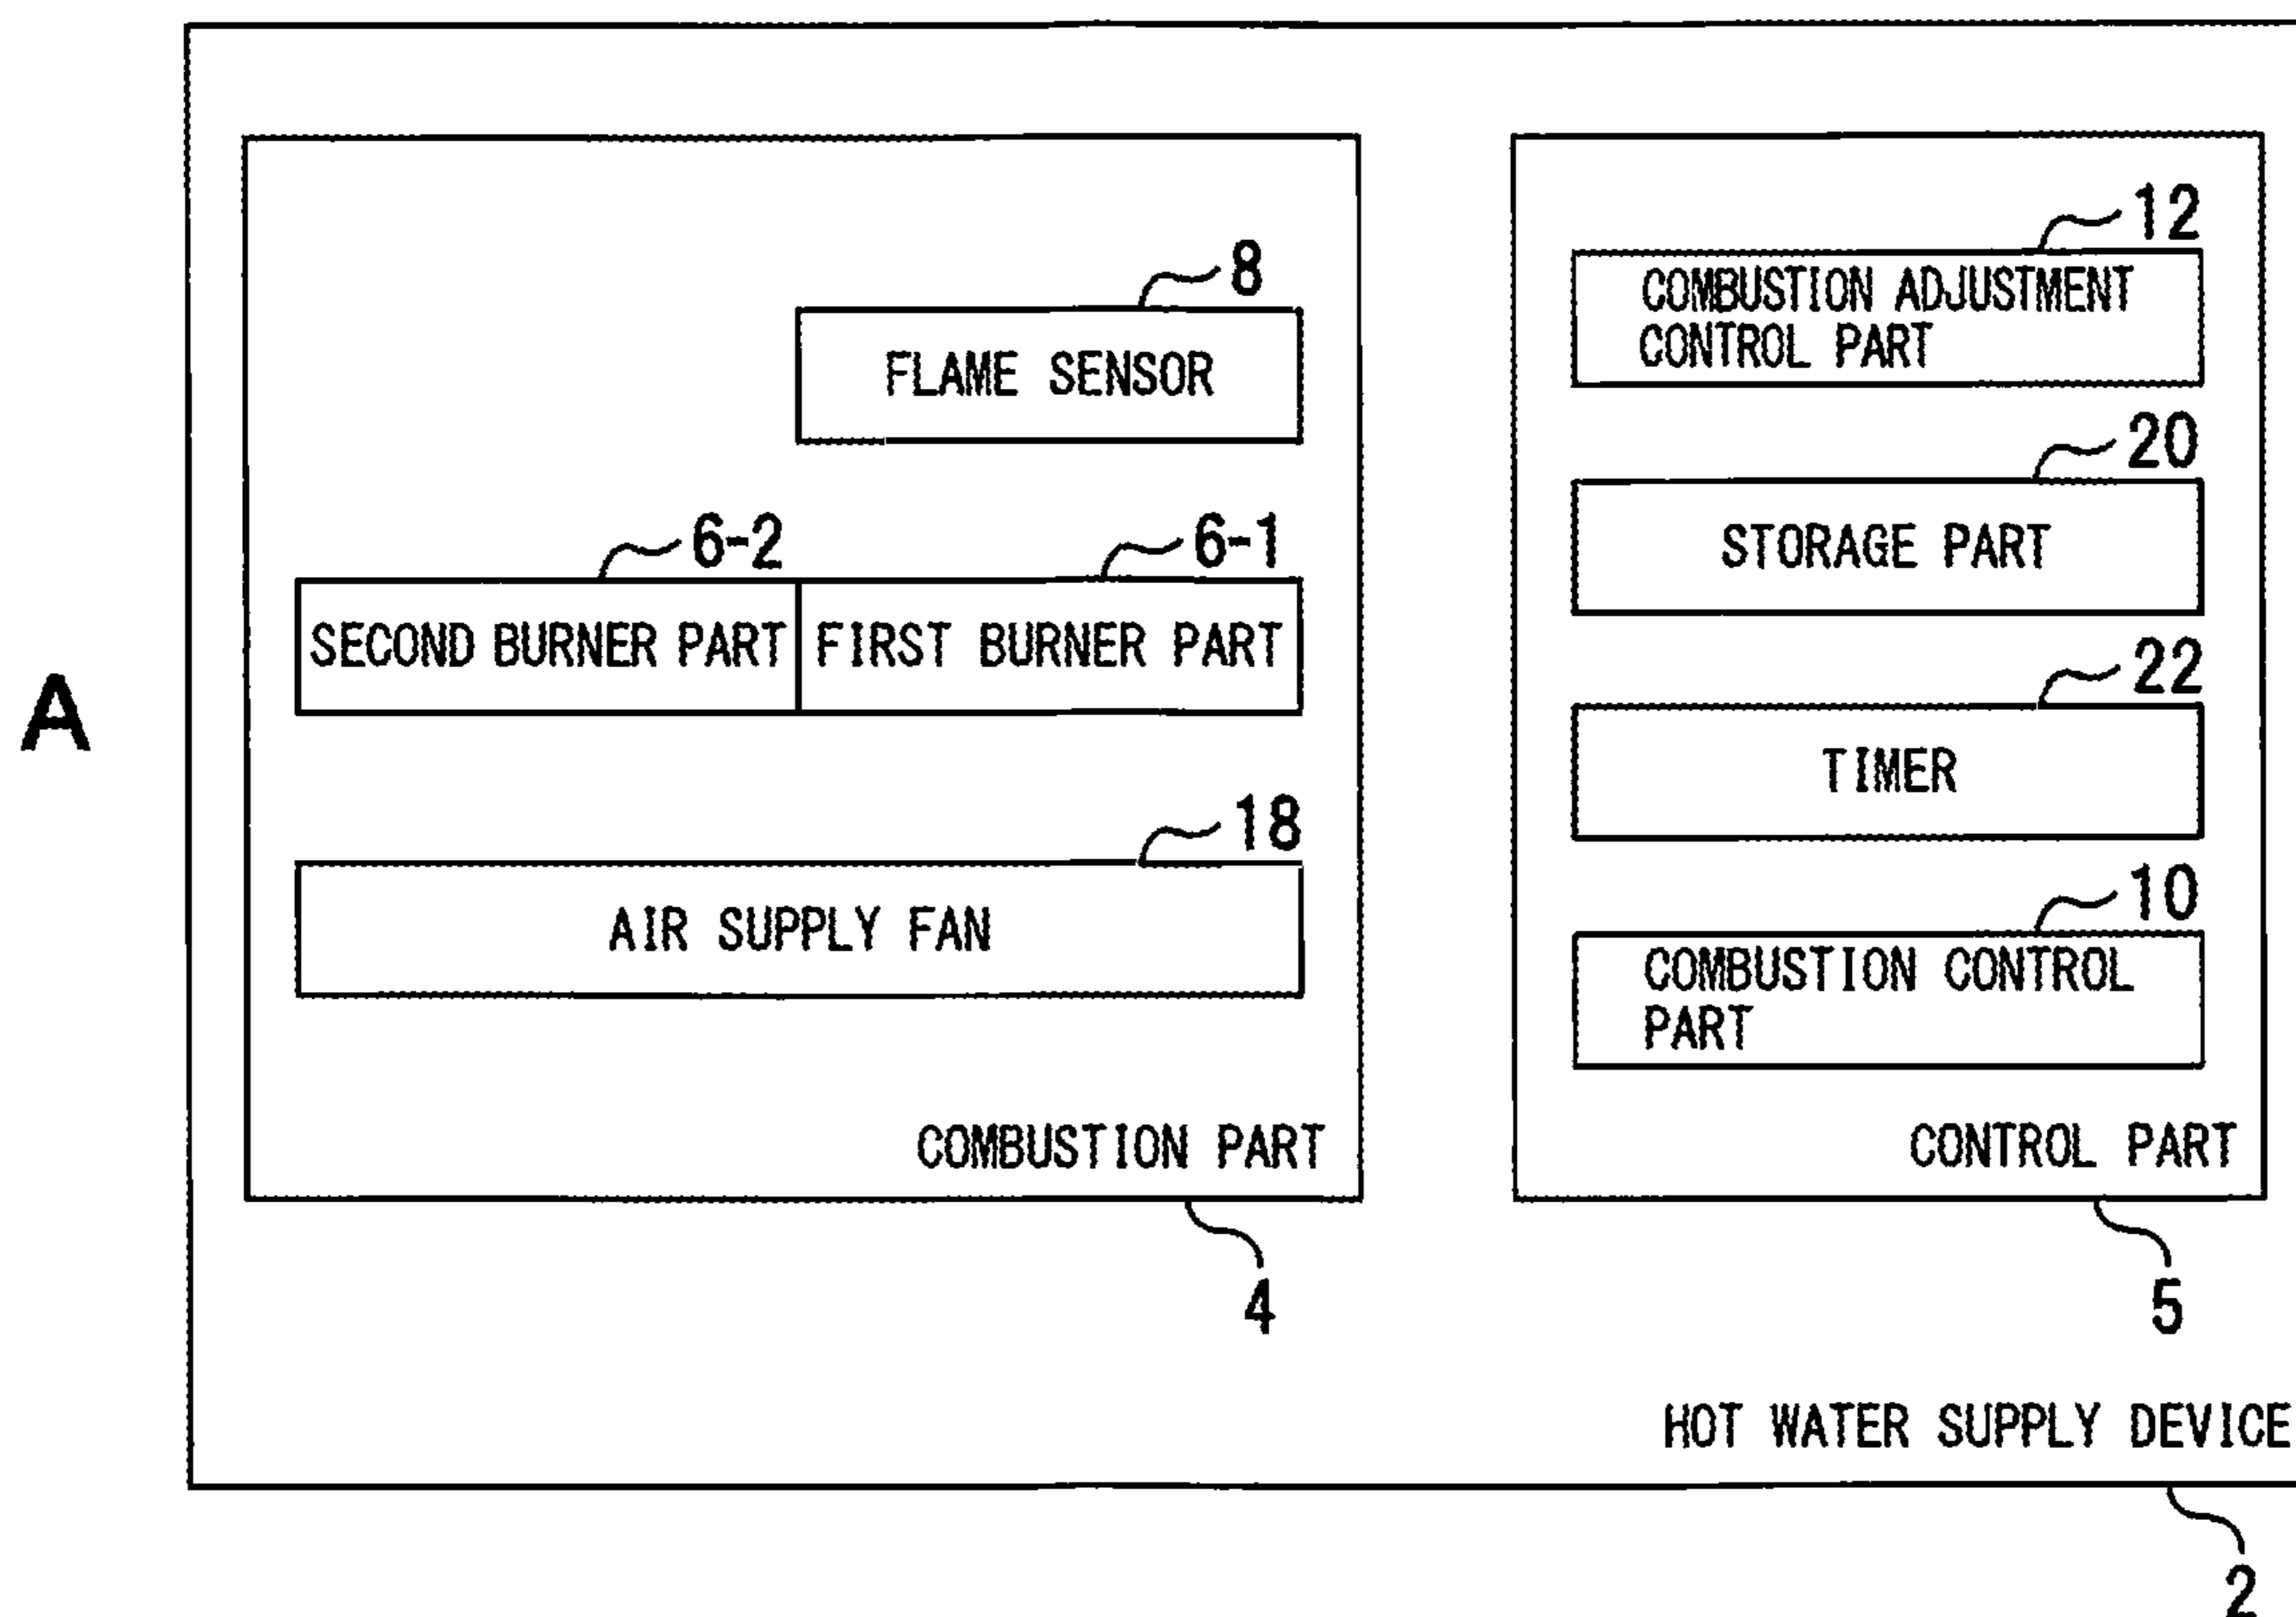 A
8
FLAME SENSOR
6-2
6-1
SECOND BURNER PART
FIRST BURNER PART
18
AIR SUPPLY FAN
COMBUSTION PART
4
12
COMBUSTION ADJUSTMENT
CONTROL PART
20
STORAGE PART
22
TIMER
10
COMBUSTION CONTROL
PART
CONTROL PART
5
HOT WATER SUPPLY DEVICE
2